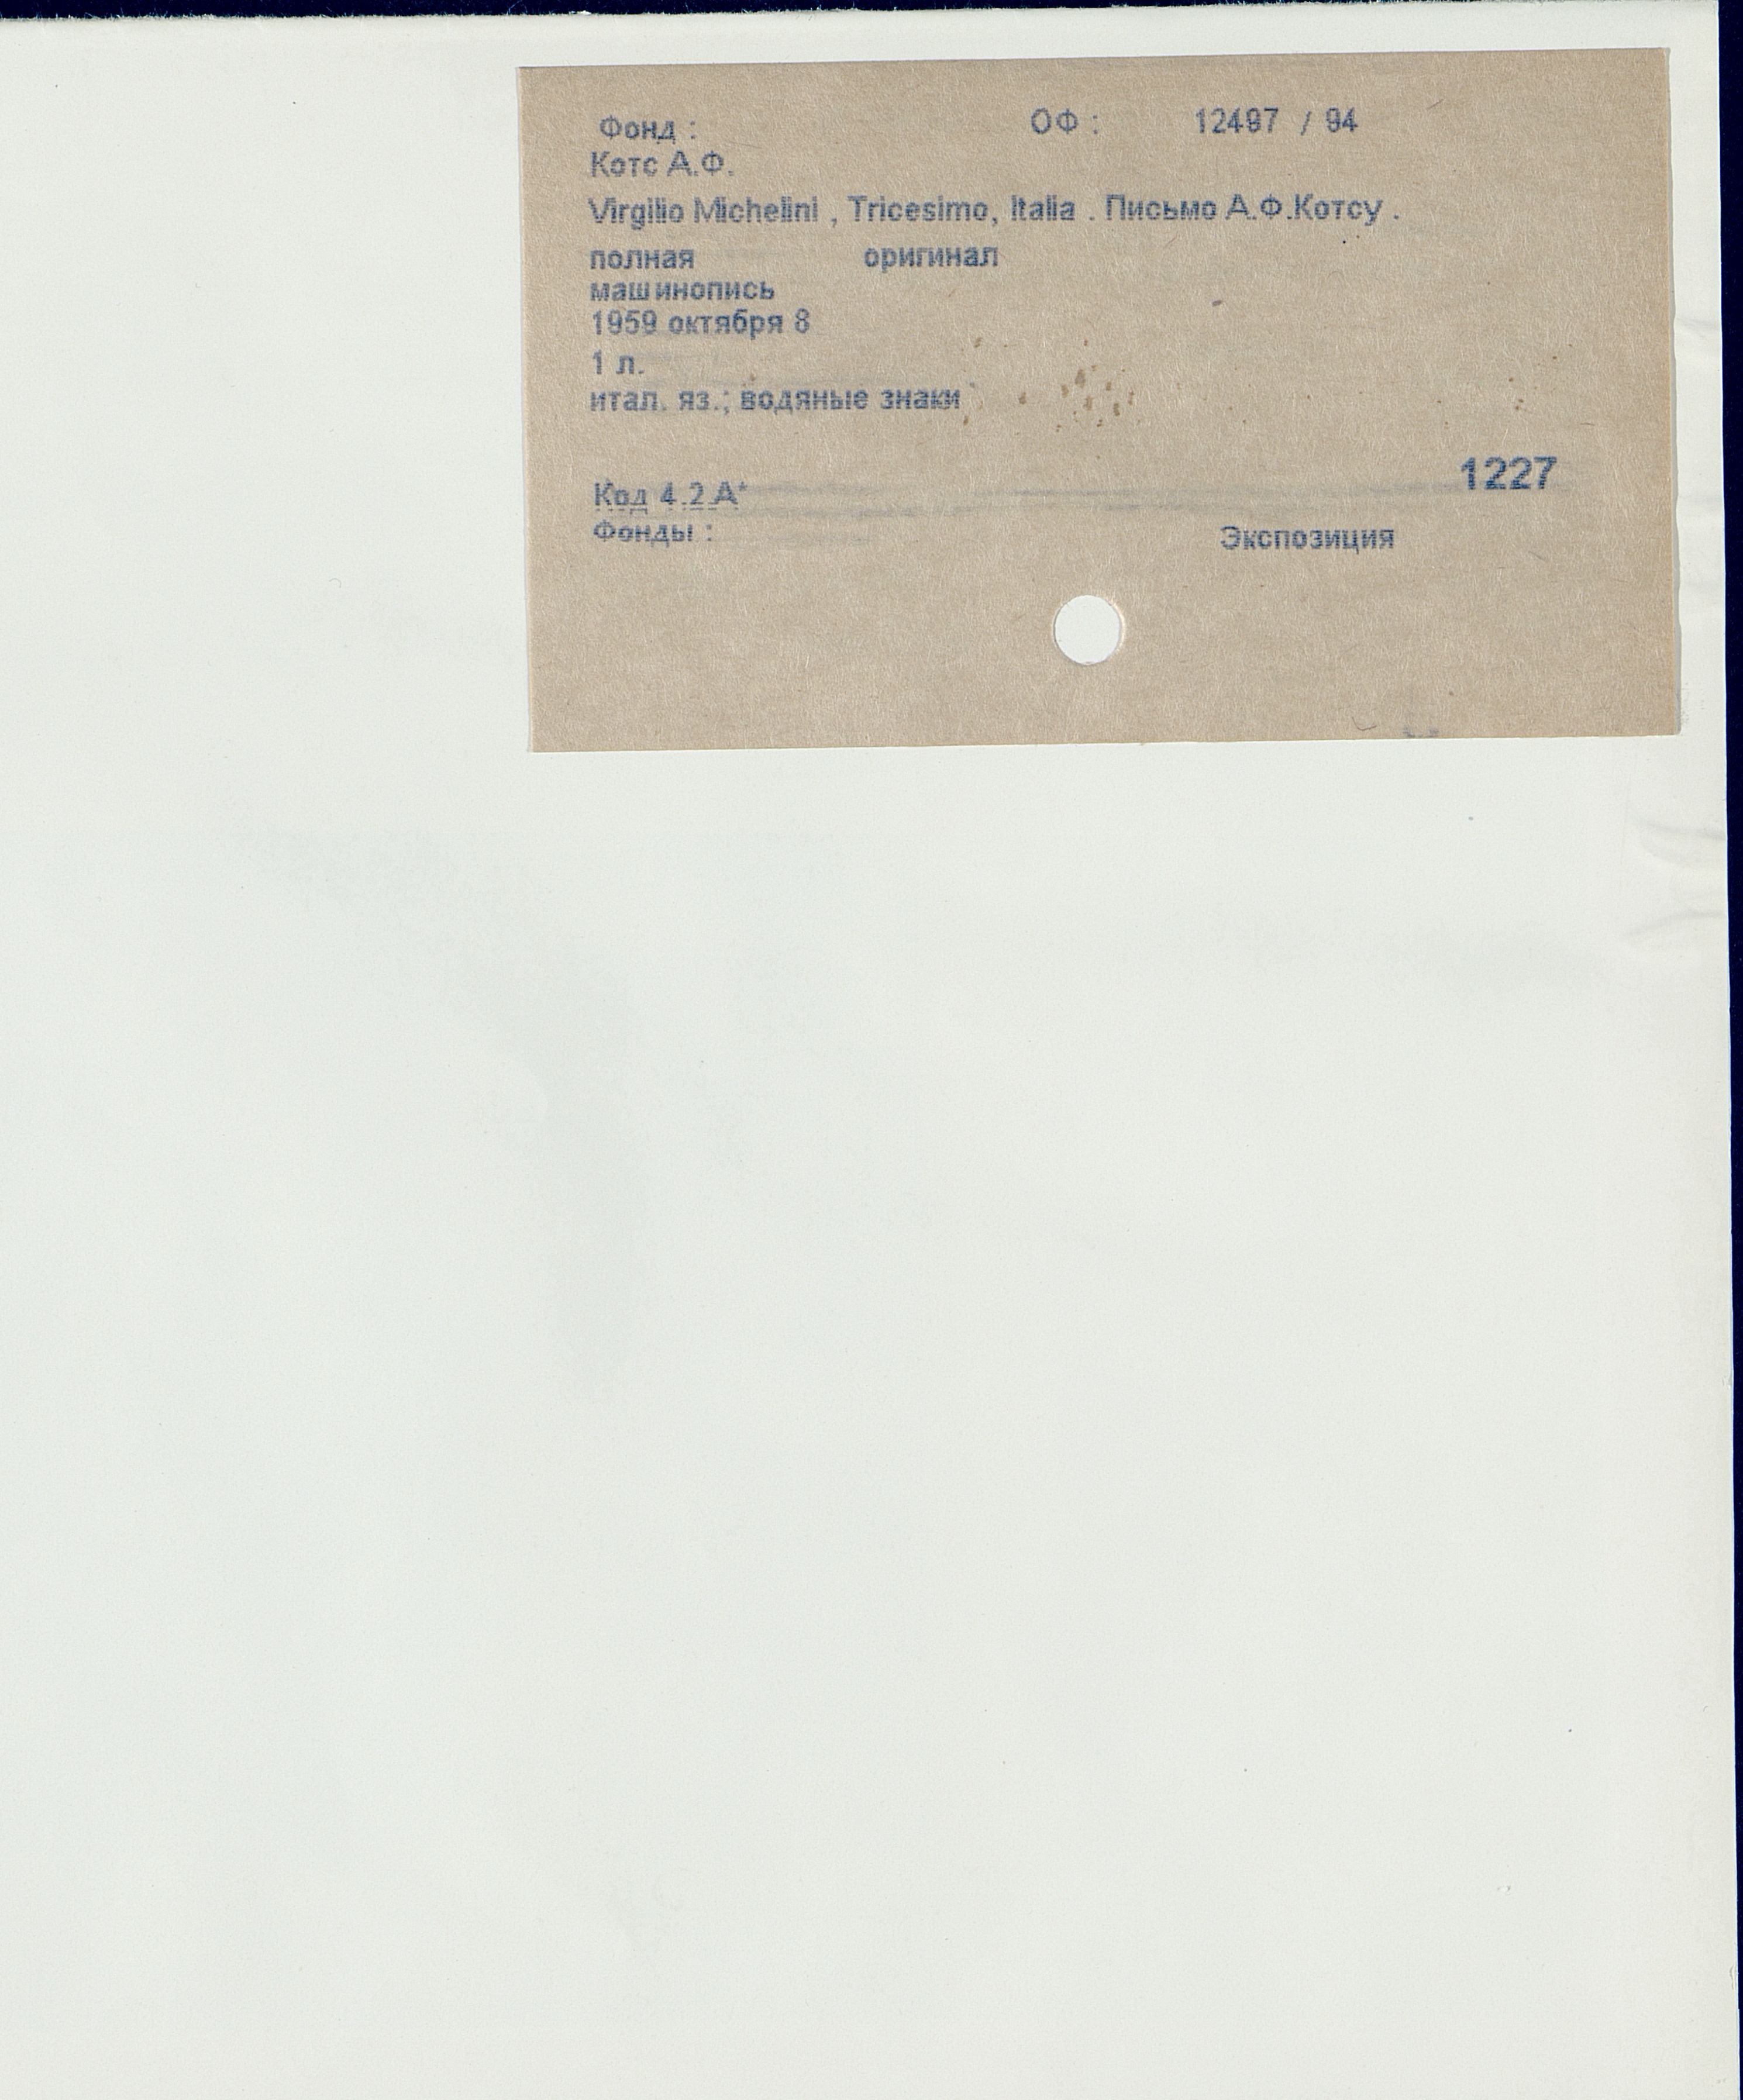 Фонд : ОФ : 12497 / 94
Котс А.Ф.
Virgilio Michelini , Tricesimo, Italia . Письмо А.Ф.Котсу .
полная оригинал
машинопись
1959 октября 8
1 л.
итал. яз.; водяные знаки
1227
Код 4.2.А*
Фонды : Экспозиция